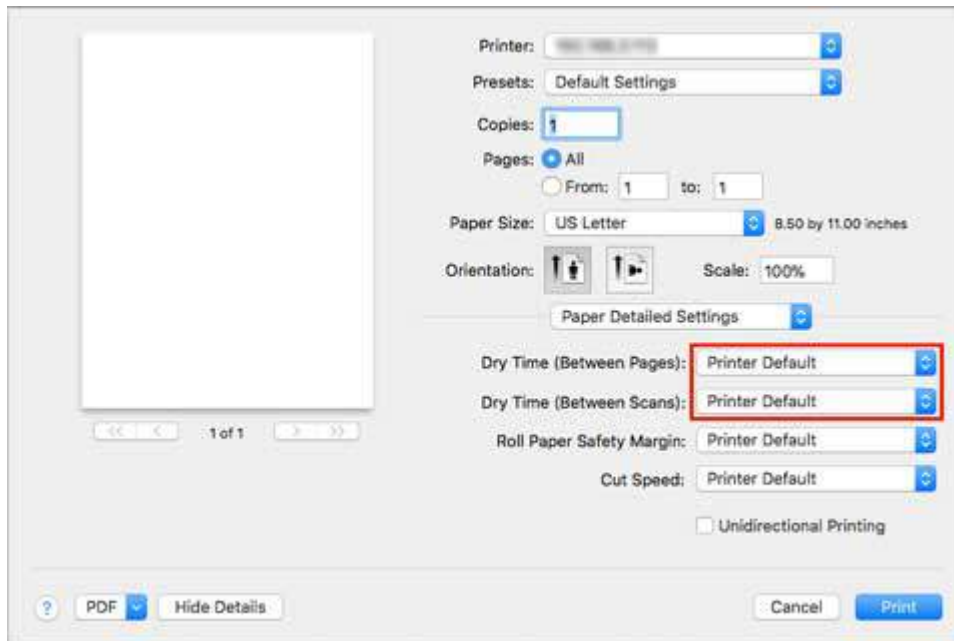 Printer:
Presets: Default Settings
Copies: 1
Pages: All
From: 1 to: 1
Paper Size: US Letter 8.50 by 11.00 inches
Orientation: Scale: 100%
Paper Detailed Settings
Dry Time (Between Pages): Printer Default
Dry Time (Between Scans): Printer Default
1 of 1
Roll Paper Safety Margin: Printer Default
Cut Speed: Printer Default
Unidirectional Printing
? PDF Hide Details Cancel Print